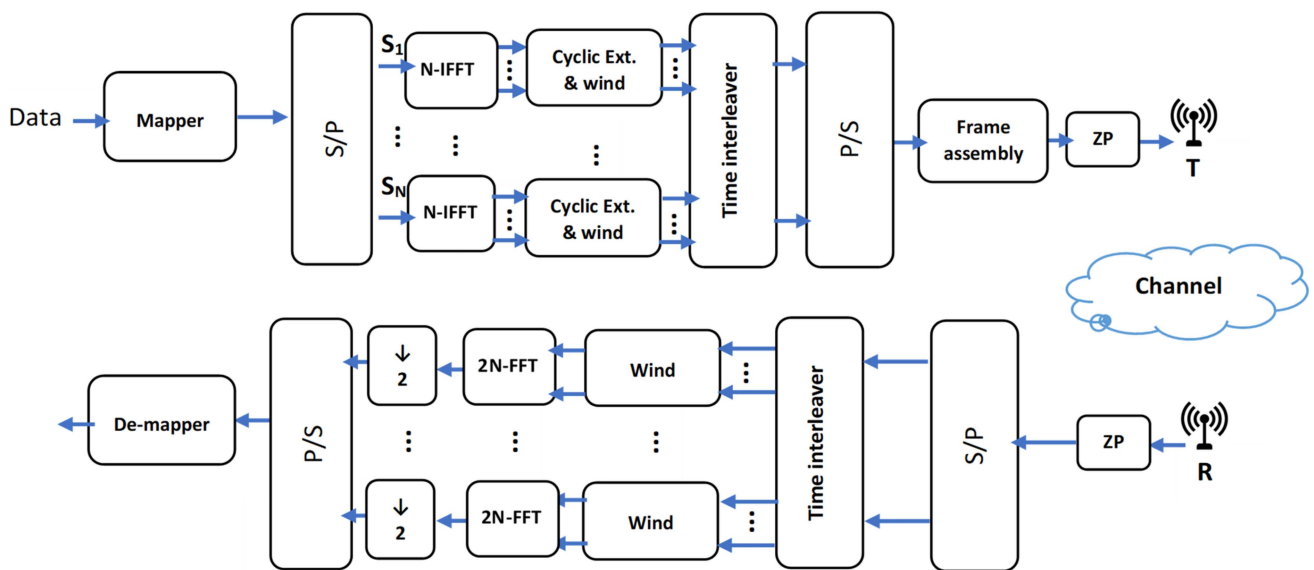 Data
Mapper
S/P
S1
N-IFFT
Cyclic Ext.
& wind
SN
N-IFFT
Cyclic Ext.
& wind
Time interleaver
P/S
Frame
assembly
ZP
T
Channel
De-mapper
P/S
↓
2
2N-FFT
Wind
↓
2
2N-FFT
Wind
Time interleaver
S/P
ZP
R